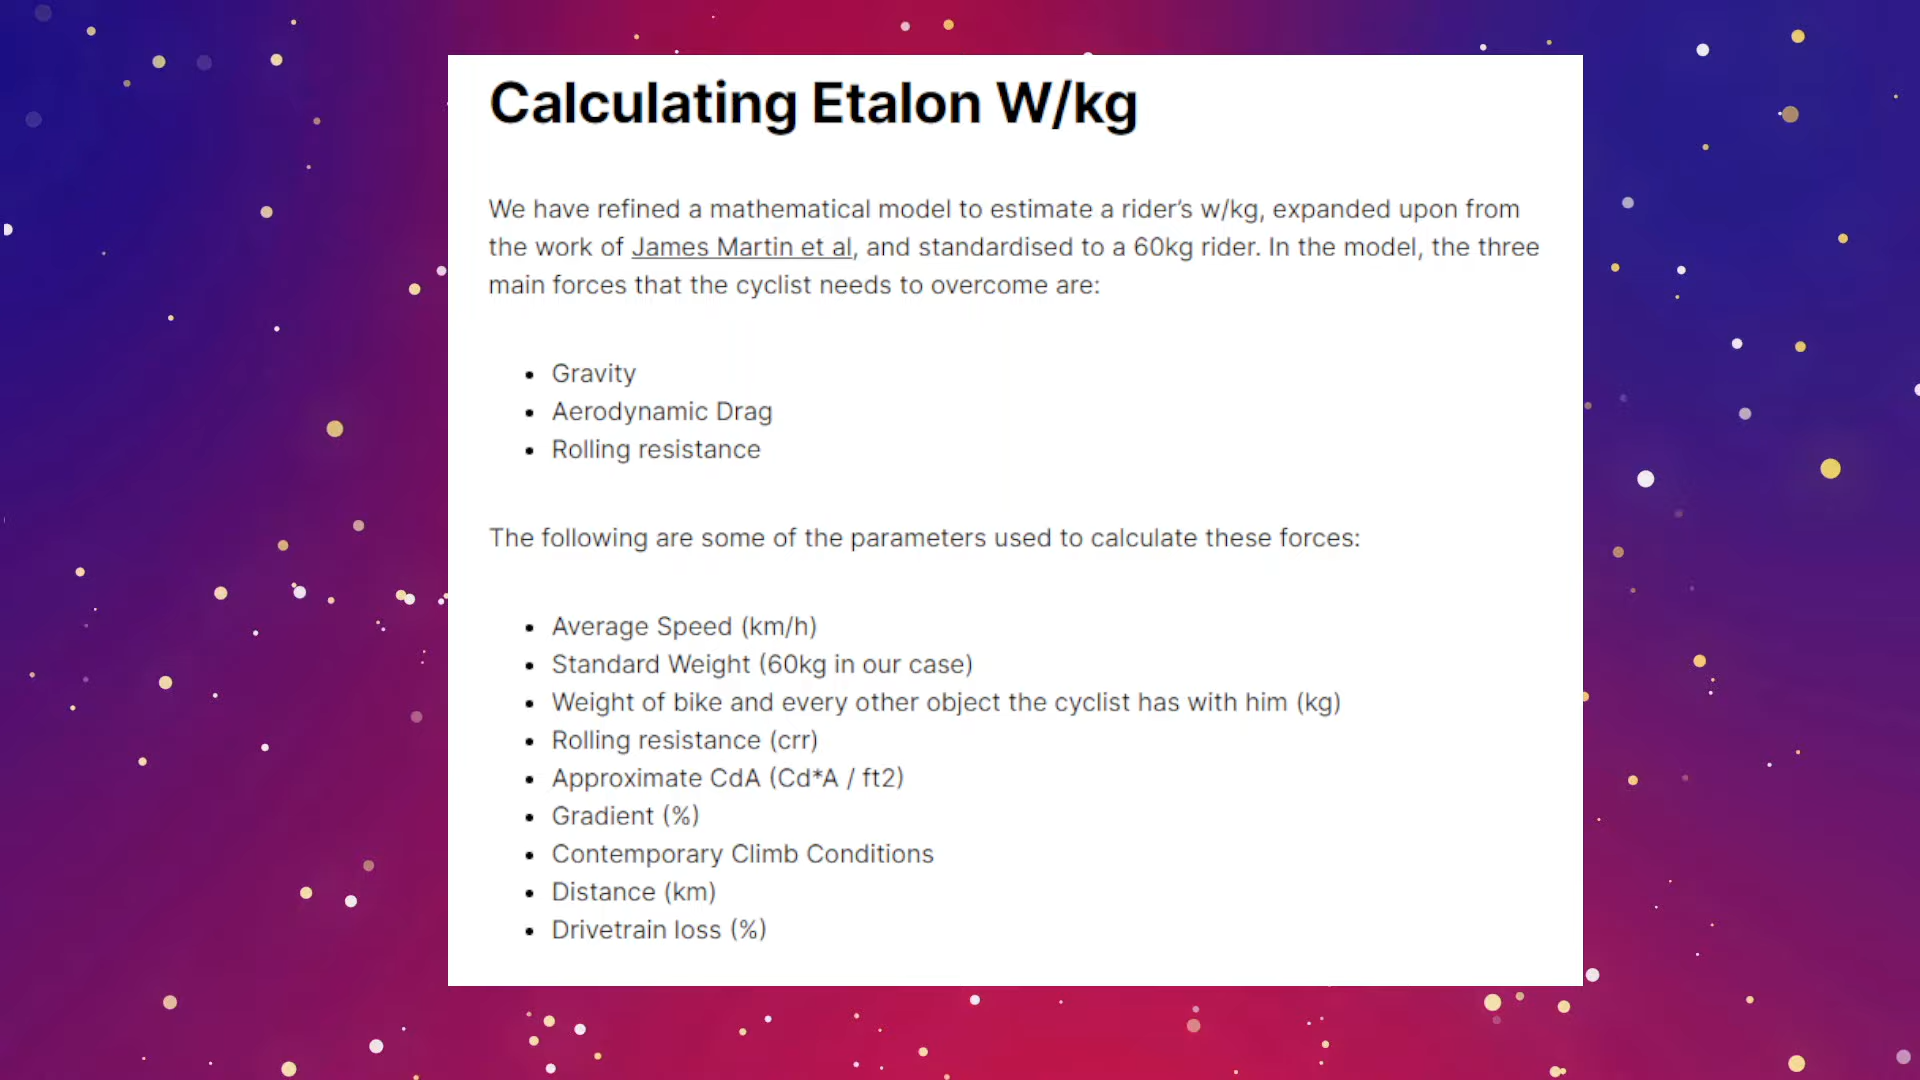 Calculating Etalon W/kg
We have refined a mathematical model to estimate a rider’s w/kg, expanded upon from
the work of James Martin et al, and standardised to a 60kg rider. In the model, the three
main forces that the cyclist needs to overcome are:
• Gravity
• Aerodynamic Drag
• Rolling resistance
The following are some of the parameters used to calculate these forces:
• Average Speed (km/h)
• Standard Weight (60kg in our case)
• Weight of bike and every other object the cyclist has with him (kg)
• Rolling resistance (crr)
• Approximate CdA (Cd*A / ft2)
• Gradient (%)
• Contemporary Climb Conditions
• Distance (km)
• Drivetrain loss (%)